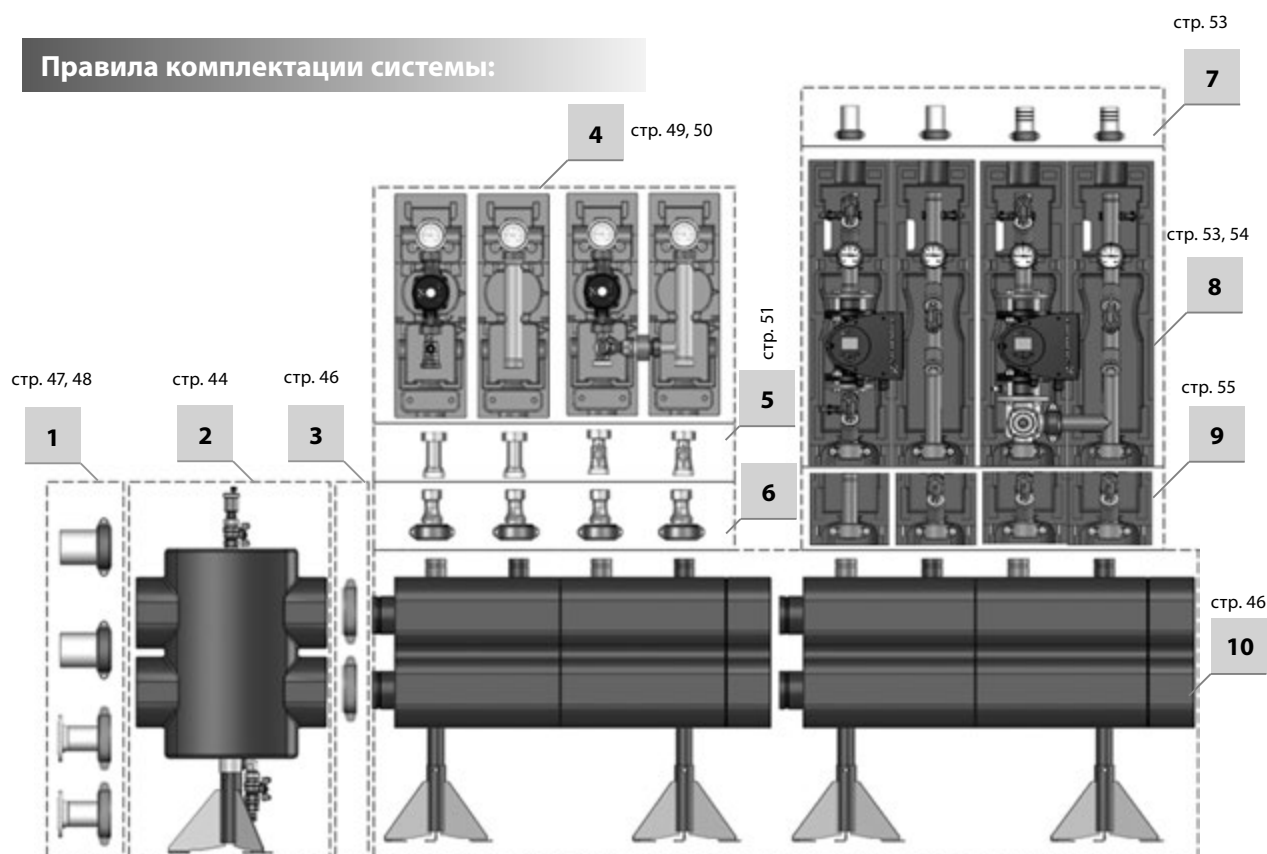 стр. 53
Правила комплектации системы:
7
4
стр. 49, 50
стр. 53, 54
8
стр. 51
стр. 47, 48
стр. 44
стр. 46
5
стр. 55
1
2
3
9
6
стр. 46
10